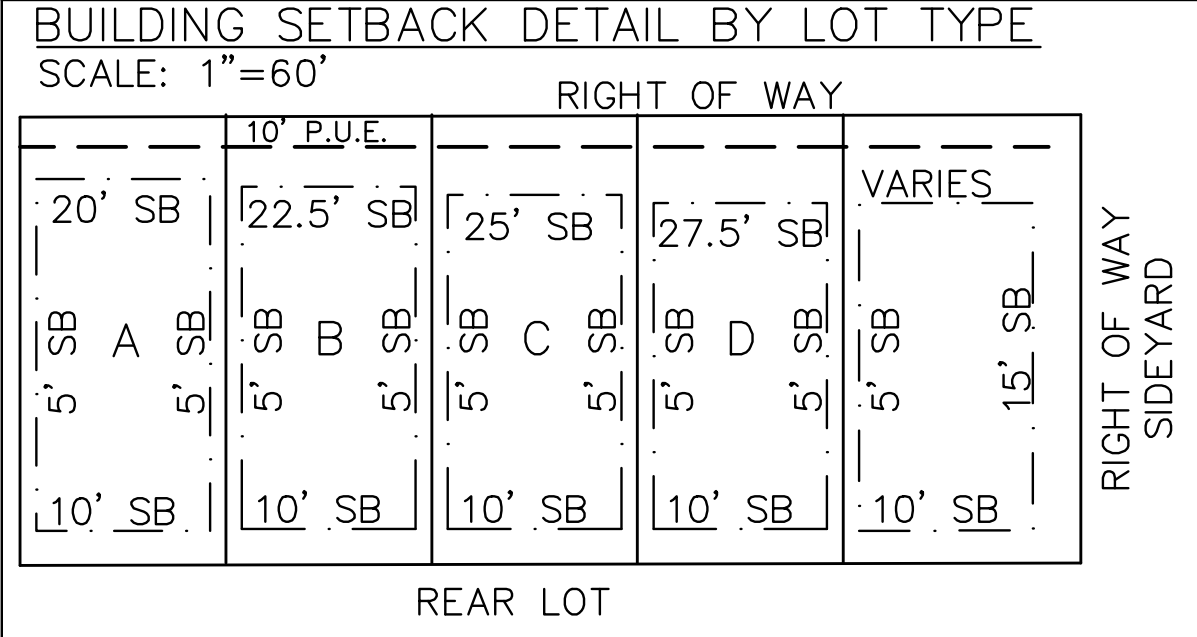 BUILDING SETBACK DETAIL BY LOT TYPE
SCALE: 1"=60'
RIGHT OF WAY
10' P.U.E.
20' SB
5' SB
A
5' SB
10' SB
22.5' SB
5' SB
B
5' SB
10' SB
25' SB
5' SB
C
5' SB
10' SB
27.5' SB
5' SB
D
5' SB
10' SB
VARIES
5' SB
15' SB
10' SB
RIGHT OF WAY
SIDEYARD
REAR LOT